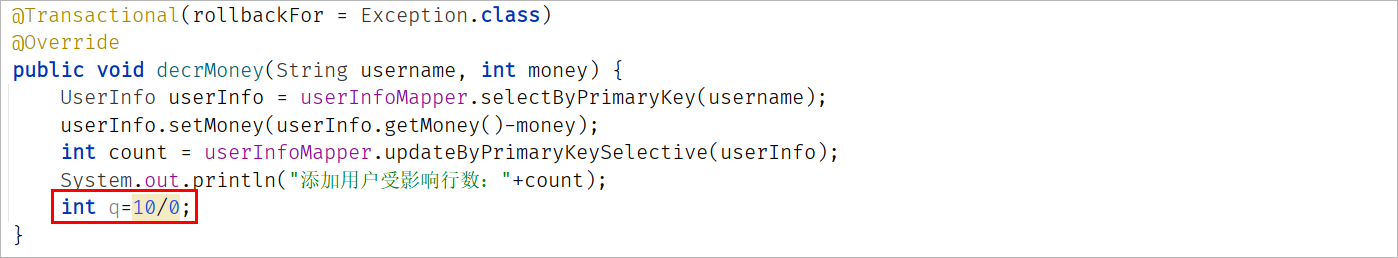 @Transactional(rollbackFor = Exception.class)
@Override
public void decrMoney(String username, int money) {
    UserInfo userInfo = userInfoMapper.selectByPrimaryKey(username);
    userInfo.setMoney(userInfo.getMoney()-money);
    int count = userInfoMapper.updateByPrimaryKeySelective(userInfo);
    System.out.println("添加用户受影响行数："+count);
    int q=10/0;
}